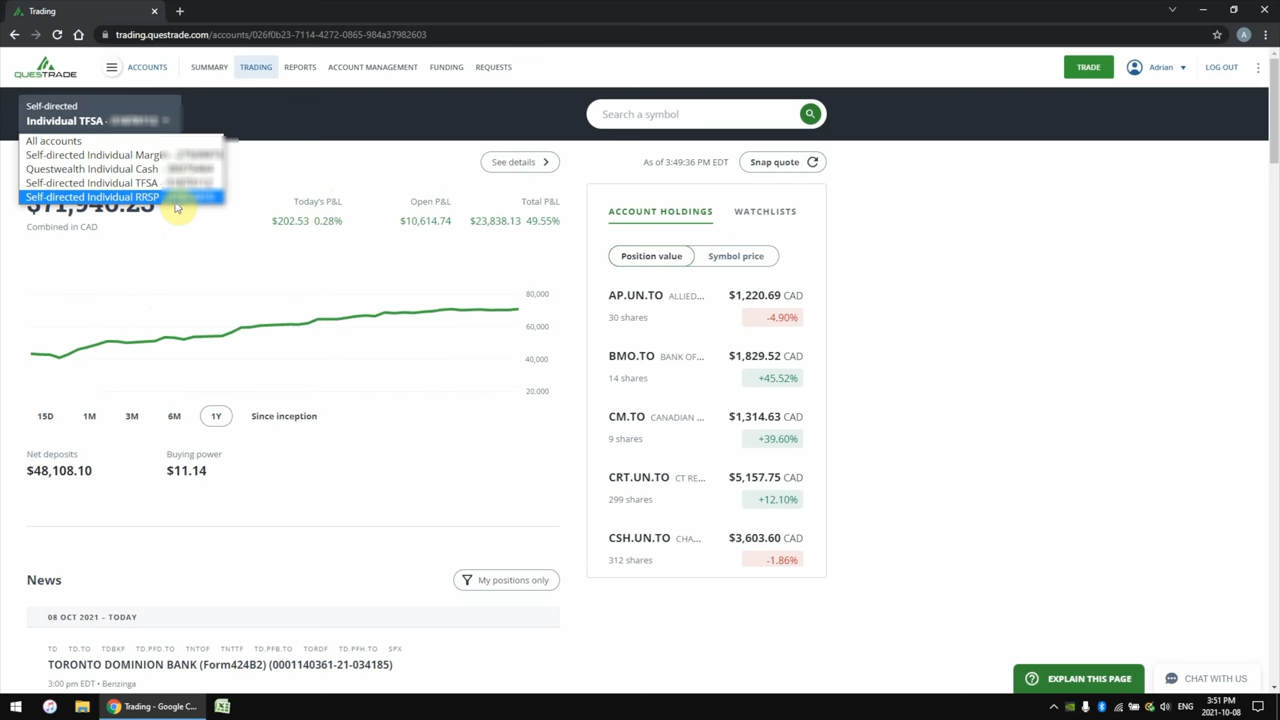 Trading
trading.questrade.com/accounts/026f0b23-7114-4272-0865-984a37982603
A
QUESTRADE
ACCOUNTS
SUMMARY
TRADING
REPORTS
ACCOUNT MANAGEMENT
FUNDING
REQUESTS
TRADE
Adrian
LOG OUT
Self-directed
Individual TFSA -
Search a symbol
All accounts
Self-directed Individual Margin
Questwealth Individual Cash
Self-directed Individual TFSA
Self-directed Individual RRSP
See details
As of 3:49:36 PM EDT
Snap quote
Combined in CAD
Today's P&L
$202.53 0.28%
Open P&L
$10,614.74
Total P&L
$23,838.13 49.55%
80,000
60,000
40,000
20,000
15D
1M
3M
6M
1Y
Since inception
Net deposits
$48,108.10
Buying power
$11.14
ACCOUNT HOLDINGS
WATCHLISTS
Position value
Symbol price
AP.UN.TO ALLIED... $1,220.69 CAD
30 shares -4.90%
BMO.TO BANK OF... $1,829.52 CAD
14 shares +45.52%
CM.TO CANADIAN ... $1,314.63 CAD
9 shares +39.60%
CRT.UN.TO CT RE... $5,157.75 CAD
299 shares +12.10%
CSH.UN.TO CHA... $3,603.60 CAD
312 shares -1.86%
News
My positions only
08 OCT 2021 – TODAY
TD TD.TO TDBKF TD.PFD.TO TNTOF TNTTF TD.PFB.TO TORDF TD.PFH.TO SPX
TORONTO DOMINION BANK (Form424B2) (0001140361-21-034185)
3:00 pm EDT • Benzinga
EXPLAIN THIS PAGE
CHAT WITH US
Trading - Google C...
ENG
3:51 PM
2021-10-08